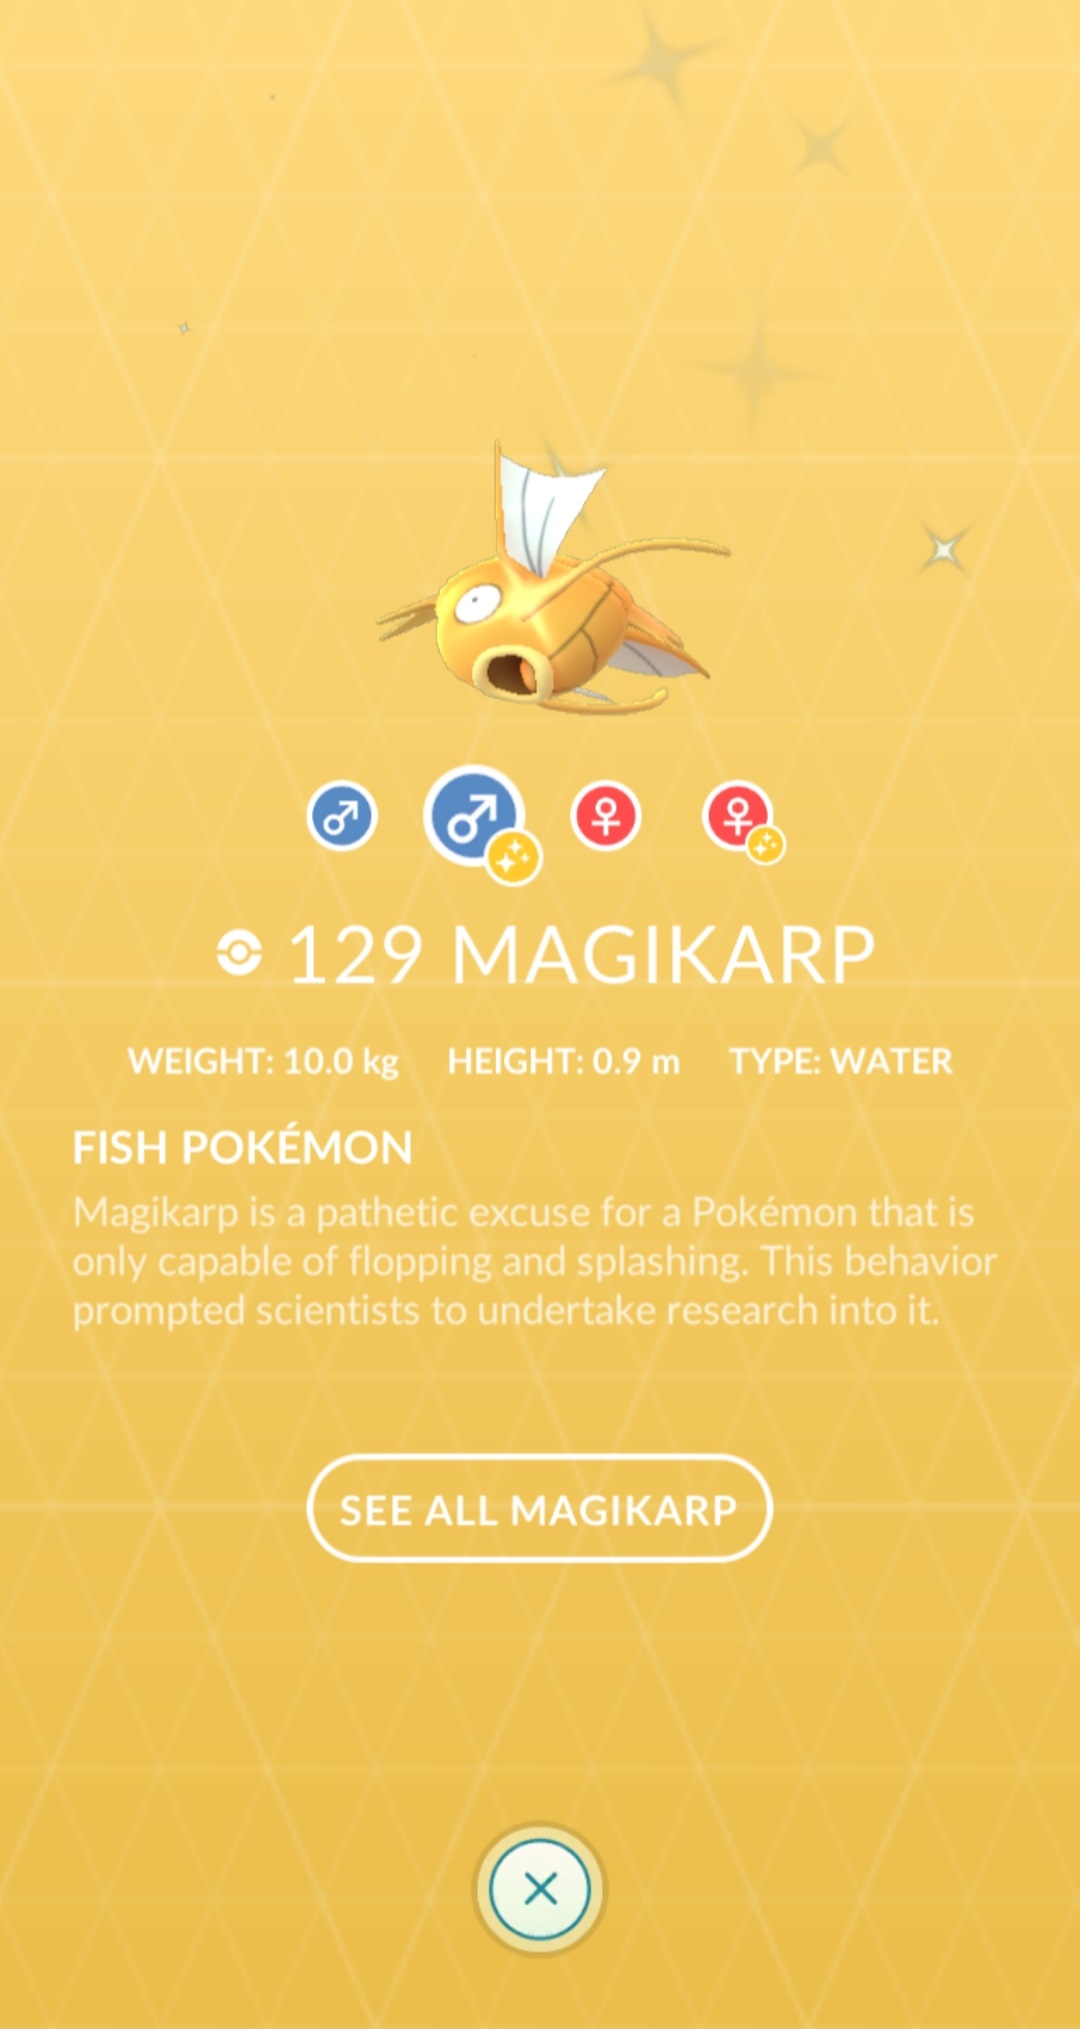 129 MAGIKARP
WEIGHT: 10.0 kg HEIGHT: 0.9 m TYPE: WATER
FISH POKÉMON
Magikarp is a pathetic excuse for a Pokémon that is
only capable of flopping and splashing. This behavior
prompted scientists to undertake research into it.
SEE ALL MAGIKARP